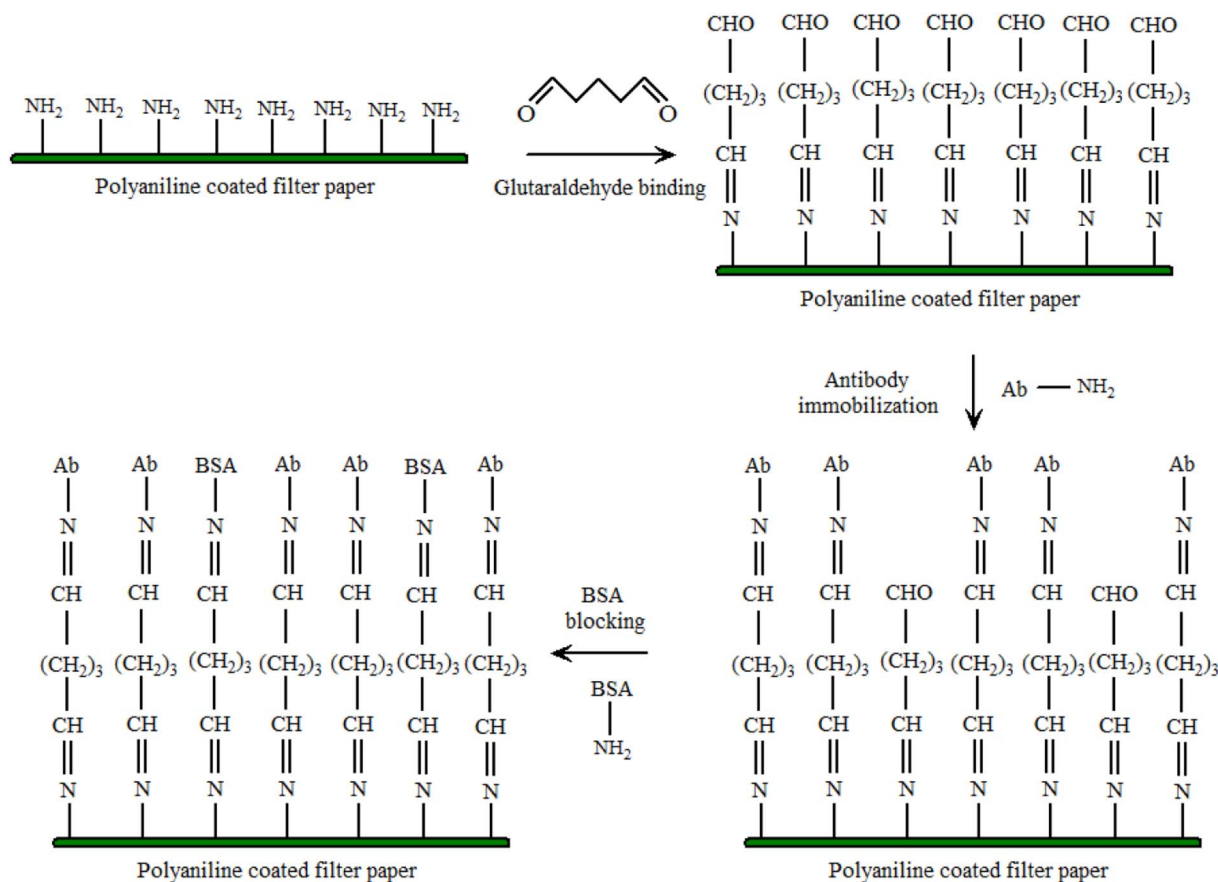 NH₂ NH₂ NH₂ NH₂ NH₂ NH₂ NH₂ NH₂
Polyaniline coated filter paper
O O
Glutaraldehyde binding
CHO CHO CHO CHO CHO CHO CHO
(CH₂)₃ (CH₂)₃ (CH₂)₃ (CH₂)₃ (CH₂)₃ (CH₂)₃ (CH₂)₃
CH CH CH CH CH CH CH
N N N N N N N
Polyaniline coated filter paper
Antibody
immobilization
Ab NH₂
Ab Ab Ab Ab Ab
N N N N N
CH CH CHO CH CH CHO CH
(CH₂)₃ (CH₂)₃ (CH₂)₃ (CH₂)₃ (CH₂)₃ (CH₂)₃ (CH₂)₃
CH CH CH CH CH CH CH
N N N N N N N
Polyaniline coated filter paper
BSA
blocking
BSA
NH₂
Ab Ab BSA Ab Ab BSA Ab
N N N N N N N
CH CH CH CH CH CH CH
(CH₂)₃ (CH₂)₃ (CH₂)₃ (CH₂)₃ (CH₂)₃ (CH₂)₃ (CH₂)₃
CH CH CH CH CH CH CH
N N N N N N N
Polyaniline coated filter paper